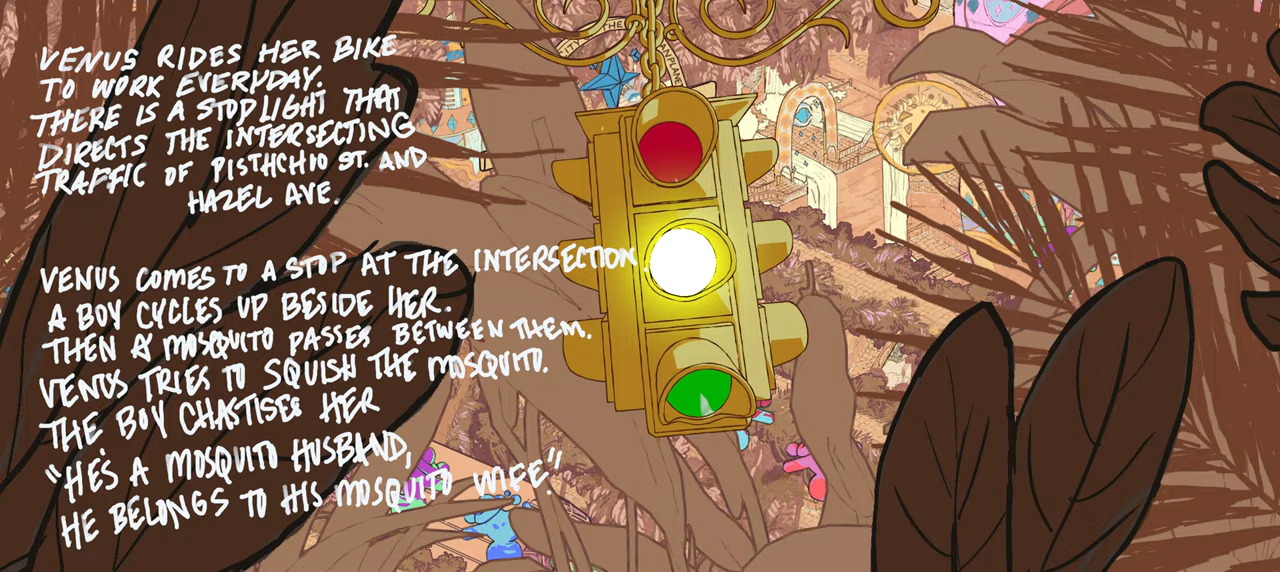 VENUS RIDES HER BIKE
TO WORK EVERYDAY.
THERE IS A STOPLIGHT THAT
DIRECTS THE INTERSECTING
TRAFFIC OF PISTHCHIO ST. AND
HAZEL AVE.
VENUS COMES TO A STOP AT THE INTERSECTION.
A BOY CYCLES UP BESIDE HER.
THEN A MOSQUITO PASSES BETWEEN THEM.
VENUS TRIES TO SQUISH THE MOSQUITO.
THE BOY CHASTISES HER
"HE'S A MOSQUITO HUSBAND,
HE BELONGS TO HIS MOSQUITO WIFE."
THE